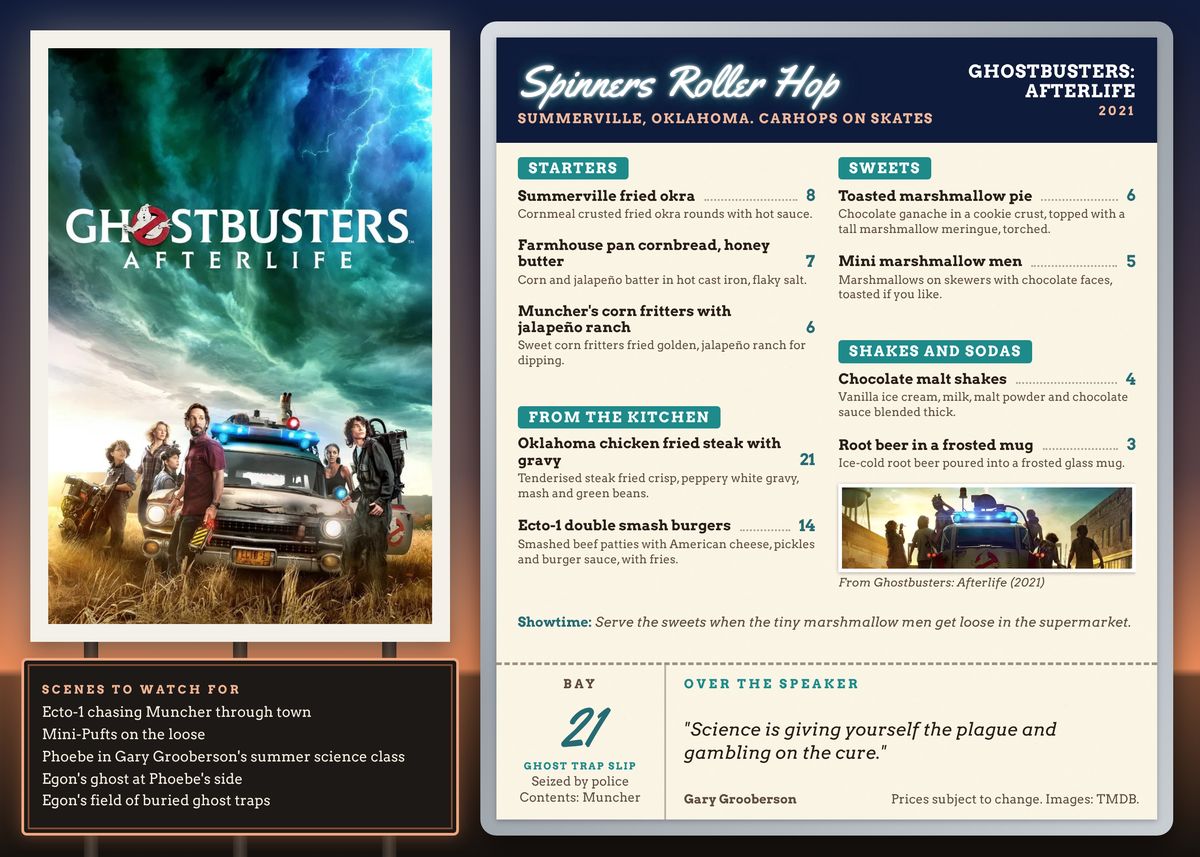 GHOSTBUSTERS
AFTERLIFE
SCENES TO WATCH FOR
Ecto-1 chasing Muncher through town
Mini-Pufts on the loose
Phoebe in Gary Grooberson's summer science class
Egon's ghost at Phoebe's side
Egon's field of buried ghost traps
Spinners Roller Hop
SUMMERVILLE, OKLAHOMA. CARHOPS ON SKATES
GHOSTBUSTERS:
AFTERLIFE
2021
STARTERS
Summerville fried okra 8
Cornmeal crusted fried okra rounds with hot sauce.
Farmhouse pan cornbread, honey
butter 7
Corn and jalapeño batter in hot cast iron, flaky salt.
Muncher's corn fritters with
jalapeño ranch 6
Sweet corn fritters fried golden, jalapeño ranch for
dipping.
FROM THE KITCHEN
Oklahoma chicken fried steak with
gravy 21
Tenderised steak fried crisp, peppery white gravy,
mash and green beans.
Ecto-1 double smash burgers 14
Smashed beef patties with American cheese, pickles
and burger sauce, with fries.
SWEETS
Toasted marshmallow pie 6
Chocolate ganache in a cookie crust, topped with a
tall marshmallow meringue, torched.
Mini marshmallow men 5
Marshmallows on skewers with chocolate faces,
toasted if you like.
SHAKES AND SODAS
Chocolate malt shakes 4
Vanilla ice cream, milk, malt powder and chocolate
sauce blended thick.
Root beer in a frosted mug 3
Ice-cold root beer poured into a frosted glass mug.
From Ghostbusters: Afterlife (2021)
Showtime: Serve the sweets when the tiny marshmallow men get loose in the supermarket.
BAY
21
GHOST TRAP SLIP
Seized by police
Contents: Muncher
OVER THE SPEAKER
"Science is giving yourself the plague and
gambling on the cure."
Gary Grooberson
Prices subject to change. Images: TMDB.